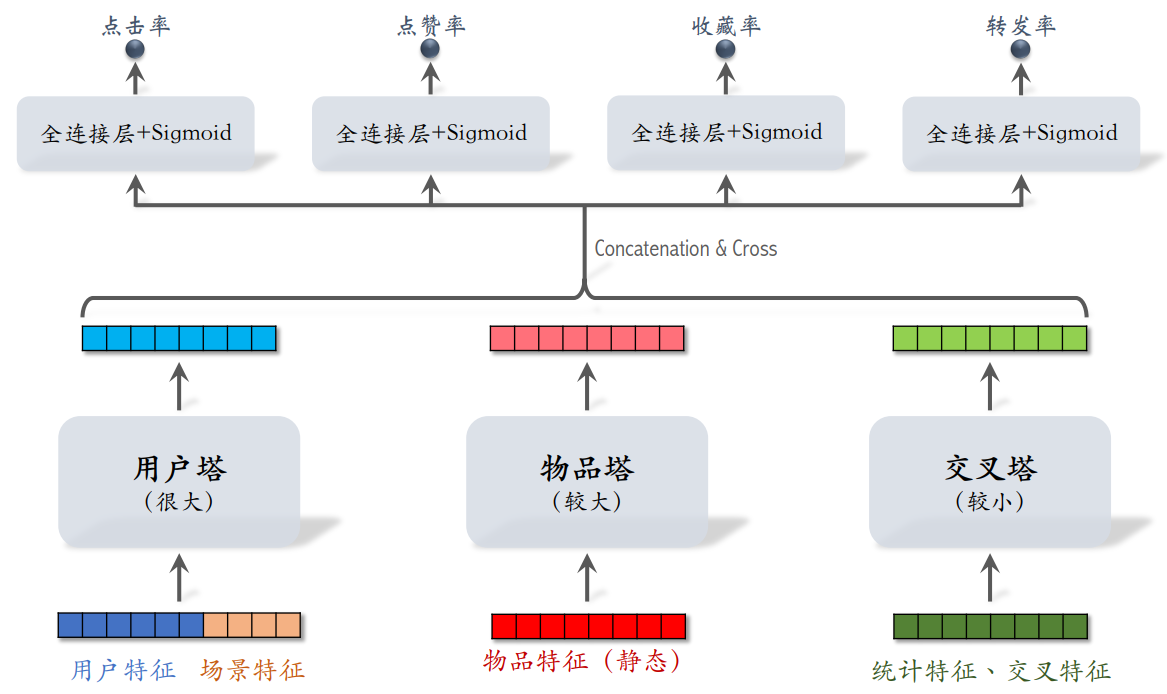 点击率
点赞率
收藏率
转发率
全连接层+Sigmoid
全连接层+Sigmoid
全连接层+Sigmoid
全连接层+Sigmoid
Concatenation & Cross
用户塔
(很大)
物品塔
(较大)
交叉塔
(较小)
用户特征
场景特征
物品特征(静态)
统计特征、交叉特征